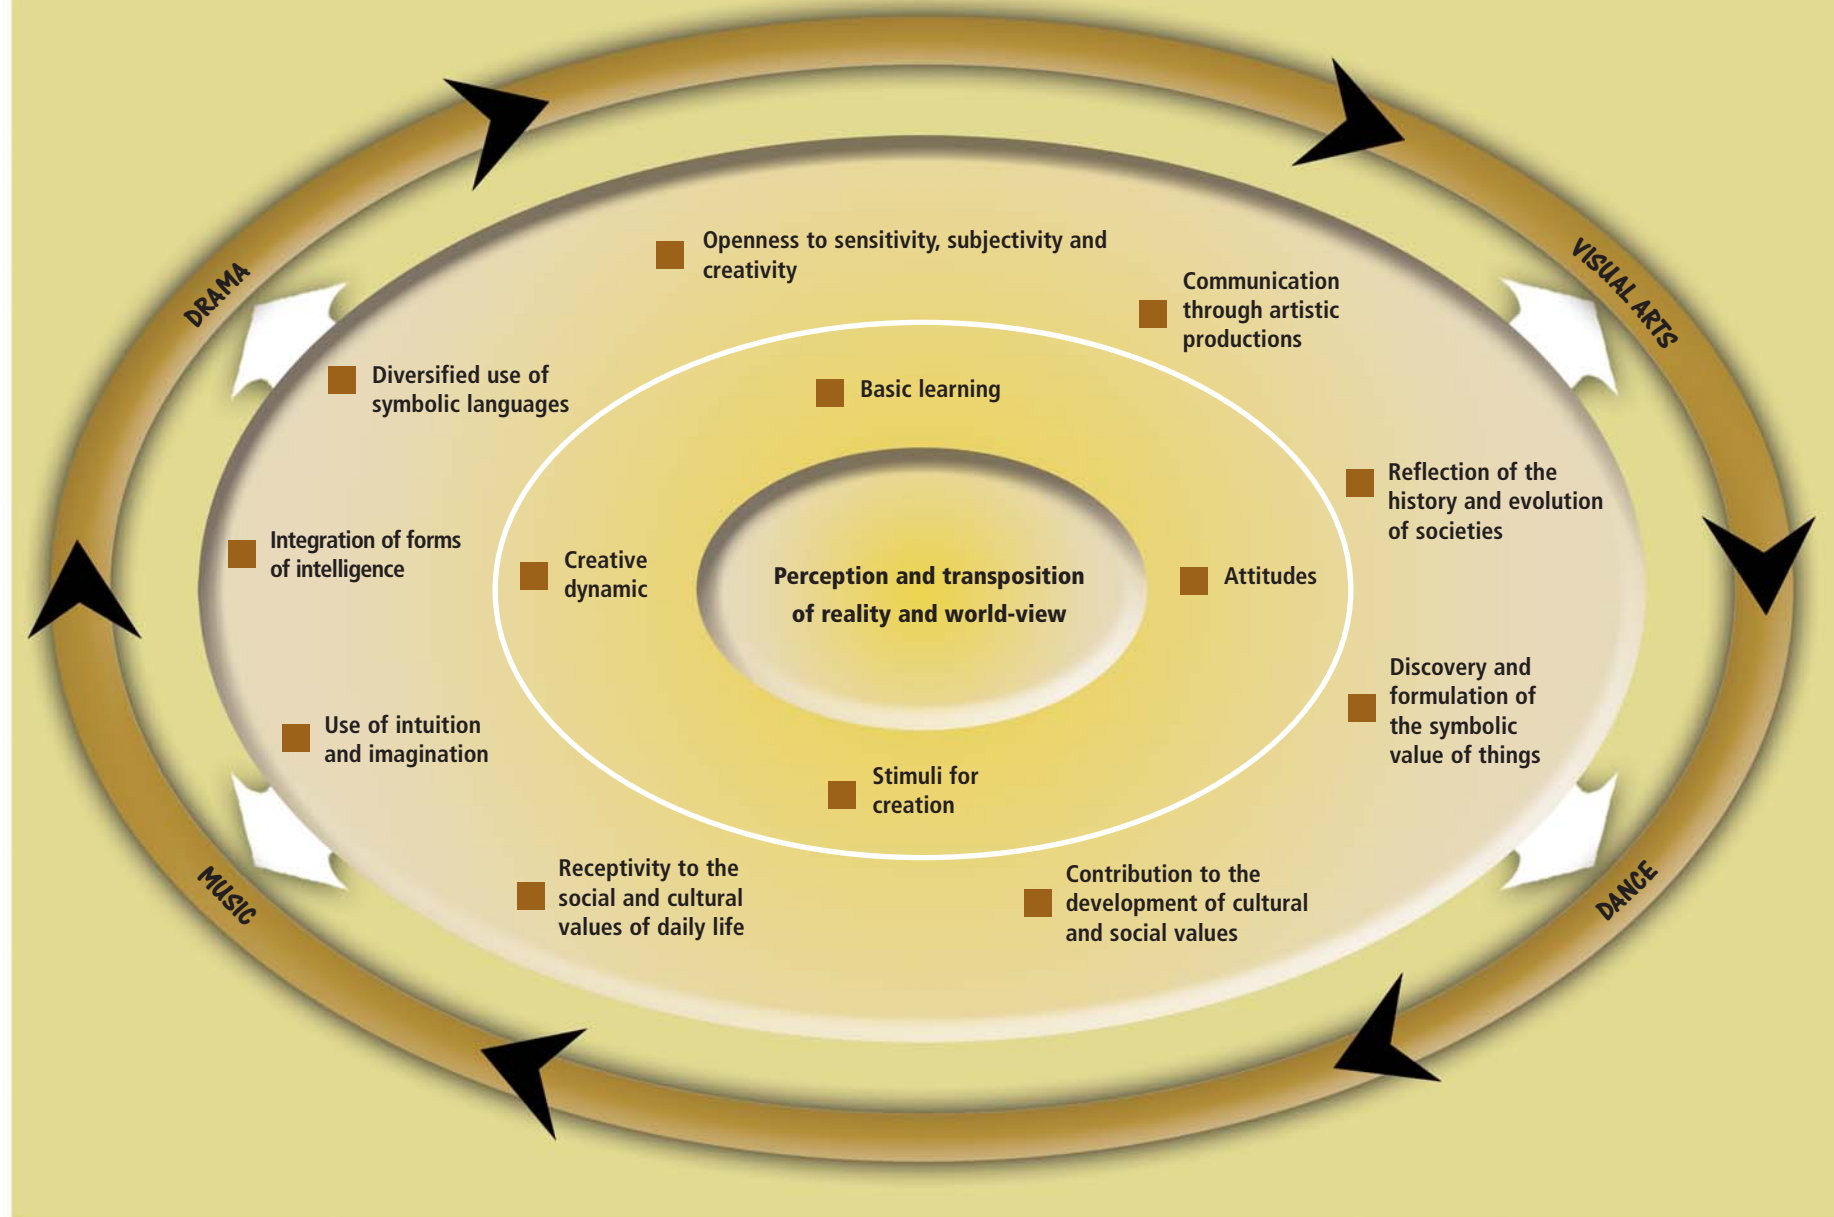 Openness to sensitivity, subjectivity and
creativity
Communication
through artistic
productions
DRAMA
VISUAL ARTS
Diversified use of
symbolic languages
Basic learning
Reflection of the
history and evolution
of societies
Integration of forms
of intelligence
Creative
dynamic
Perception and transposition
of reality and world-view
Attitudes
Discovery and
formulation of
the symbolic
value of things
Use of intuition
and imagination
Stimuli for
creation
Receptivity to the
social and cultural
values of daily life
Contribution to the
development of cultural
and social values
MUSIC
DANCE